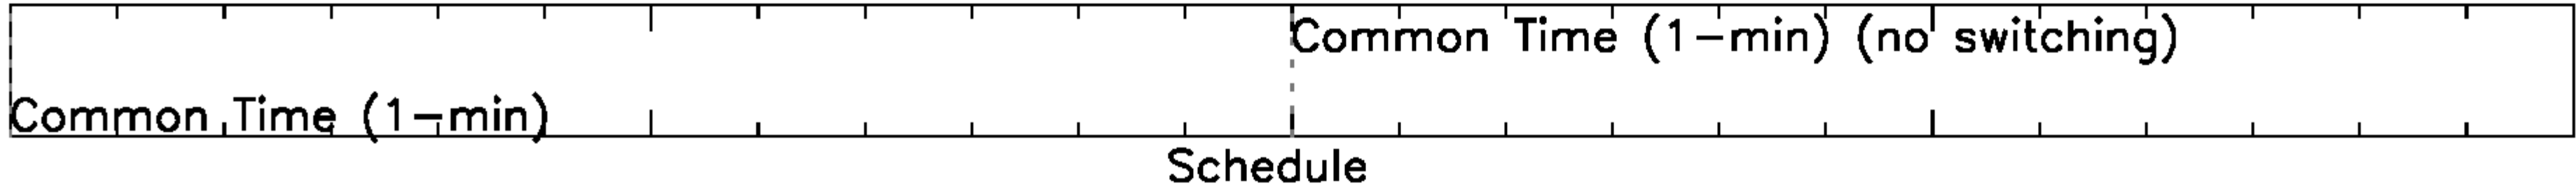 Common Time (1-min) (no switching)
Common Time (1-min)
Schedule